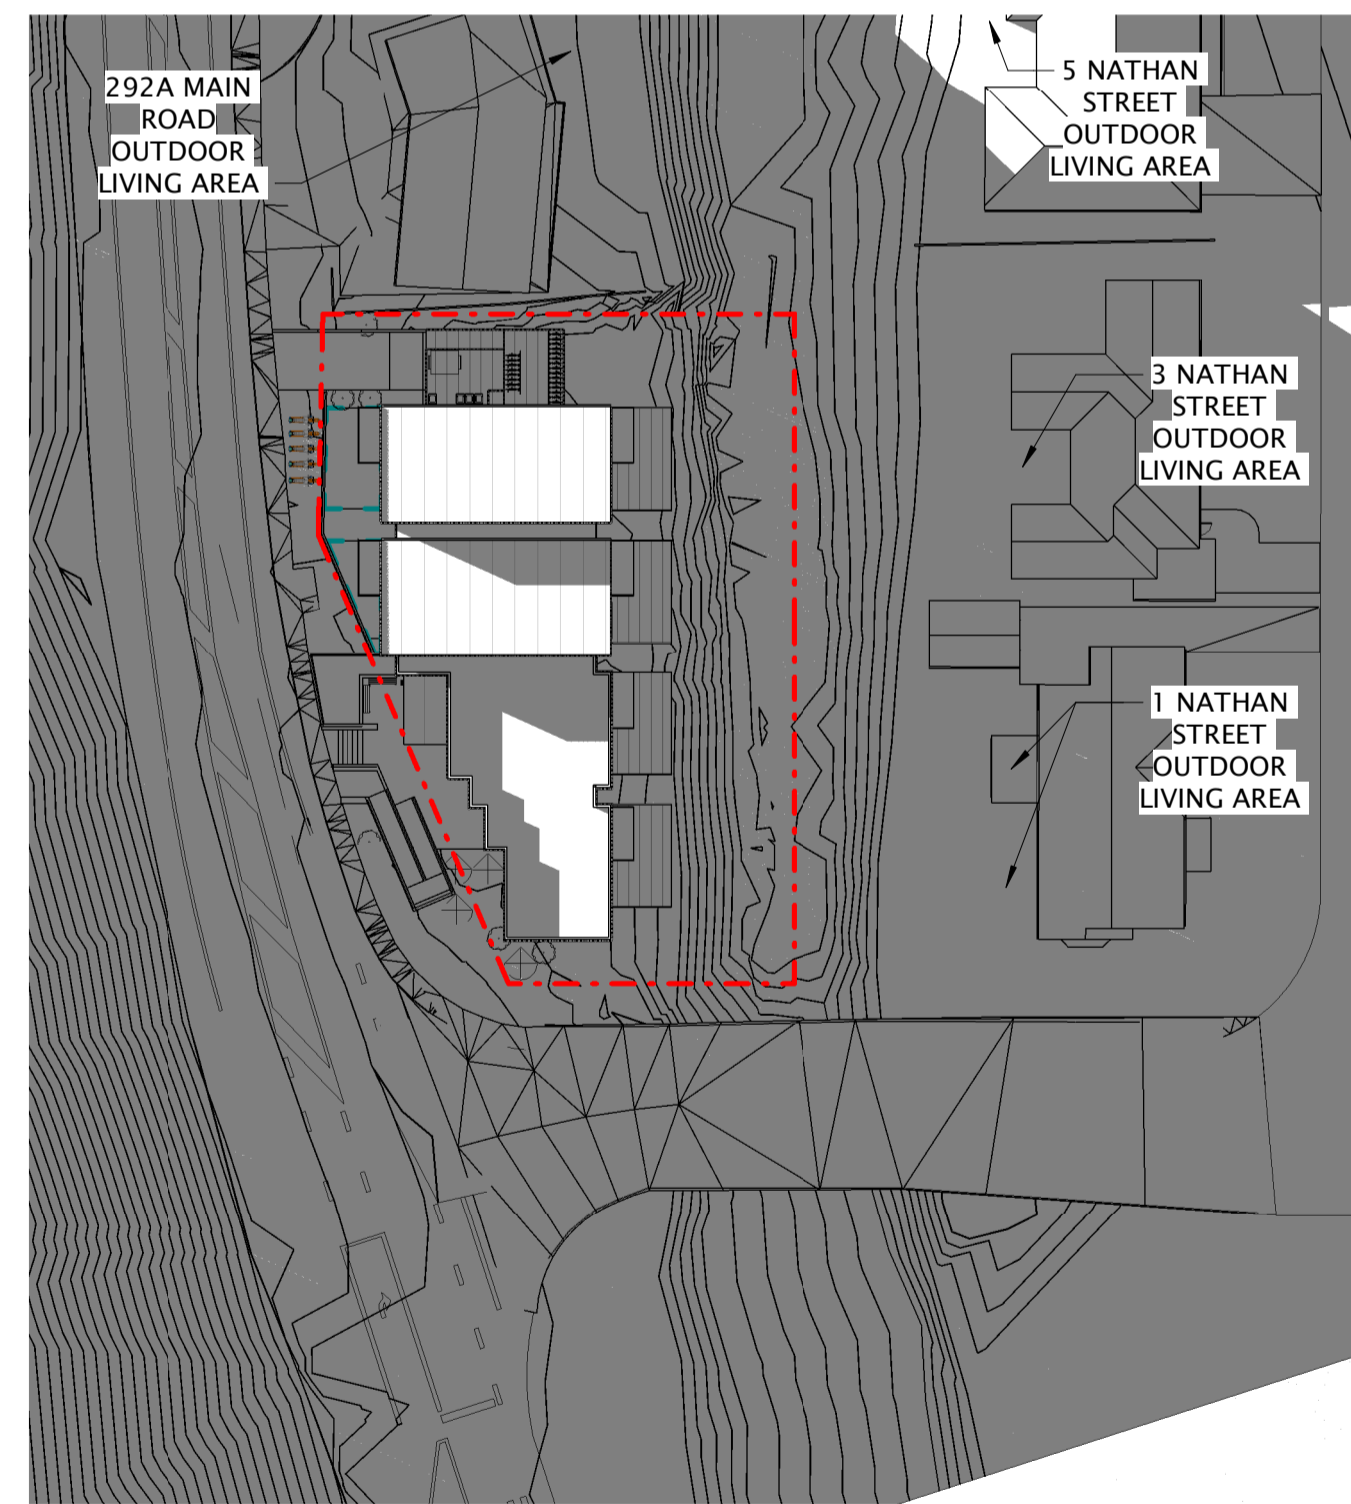 292A MAIN
ROAD
OUTDOOR
LIVING AREA
5 NATHAN
STREET
OUTDOOR
LIVING AREA
3 NATHAN
STREET
OUTDOOR
LIVING AREA
1 NATHAN
STREET
OUTDOOR
LIVING AREA